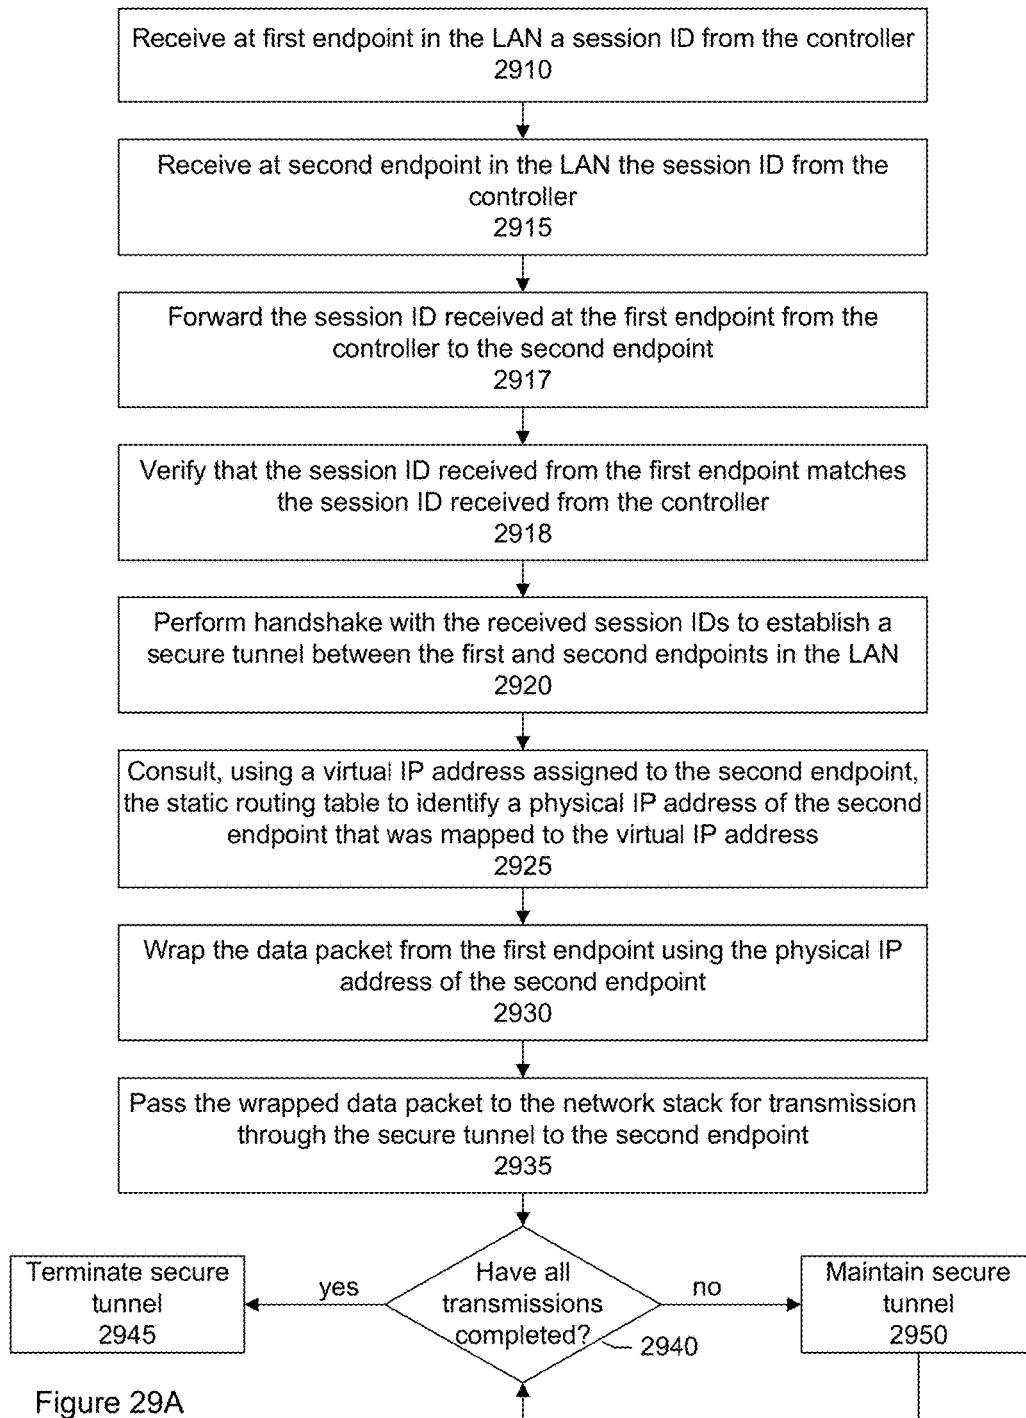 Receive at first endpoint in the LAN a session ID from the controller
2910
Receive at second endpoint in the LAN the session ID from the
controller
2915
Forward the session ID received at the first endpoint from the
controller to the second endpoint
2917
Verify that the session ID received from the first endpoint matches
the session ID received from the controller
2918
Perform handshake with the received session IDs to establish a
secure tunnel between the first and second endpoints in the LAN
2920
Consult, using a virtual IP address assigned to the second endpoint,
the static routing table to identify a physical IP address of the second
endpoint that was mapped to the virtual IP address
2925
Wrap the data packet from the first endpoint using the physical IP
address of the second endpoint
2930
Pass the wrapped data packet to the network stack for transmission
through the secure tunnel to the second endpoint
2935
Terminate secure
tunnel
2945
yes
Have all
transmissions
completed?
2940
no
Maintain secure
tunnel
2950
Figure 29A